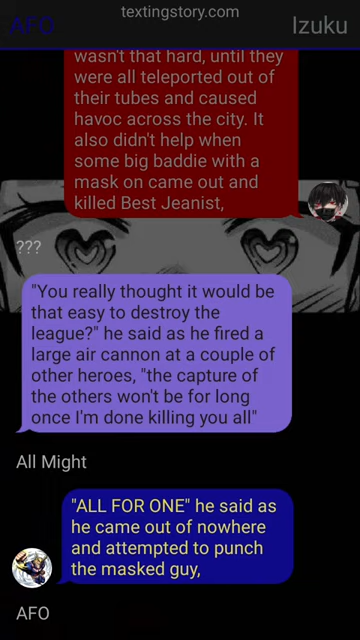 textingstory.com
AFO
Izuku
wasn't that hard, until they
were all teleported out of
their tubes and caused
havoc across the city. It
also didn't help when
some big baddie with a
mask on came out and
killed Best Jeanist,
???
"You really thought it would be
that easy to destroy the
league?" he said as he fired a
large air cannon at a couple of
other heroes, "the capture of
the others won't be for long
once I'm done killing you all"
All Might
"ALL FOR ONE" he said as
he came out of nowhere
and attempted to punch
the masked guy,
AFO